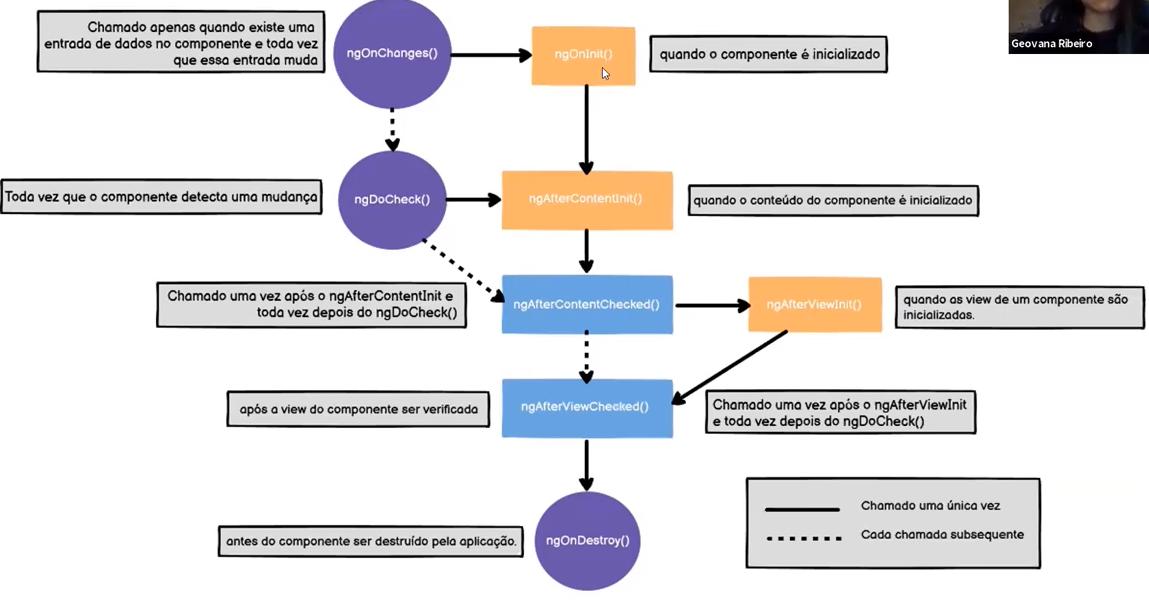 Chamado apenas quando existe uma
entrada de dados no componente e toda vez
que essa entrada muda
ngOnChanges()
ngOnInit()
quando o componente é inicializado
Geovana Ribeiro
Toda vez que o componente detecta uma mudança
ngDoCheck()
ngAfterContentInit()
quando o conteúdo do componente é inicializado
Chamado uma vez após o ngAfterContentInit e
toda vez depois do ngDoCheck()
ngAfterContentChecked()
ngAfterViewInit()
quando as view de um componente são
inicializadas.
após a view do componente ser verificada
ngAfterViewChecked()
Chamado uma vez após o ngAfterViewInit
e toda vez depois do ngDoCheck()
antes do componente ser destruído pela aplicação.
ngOnDestroy()
Chamado uma única vez
Cada chamada subsequente